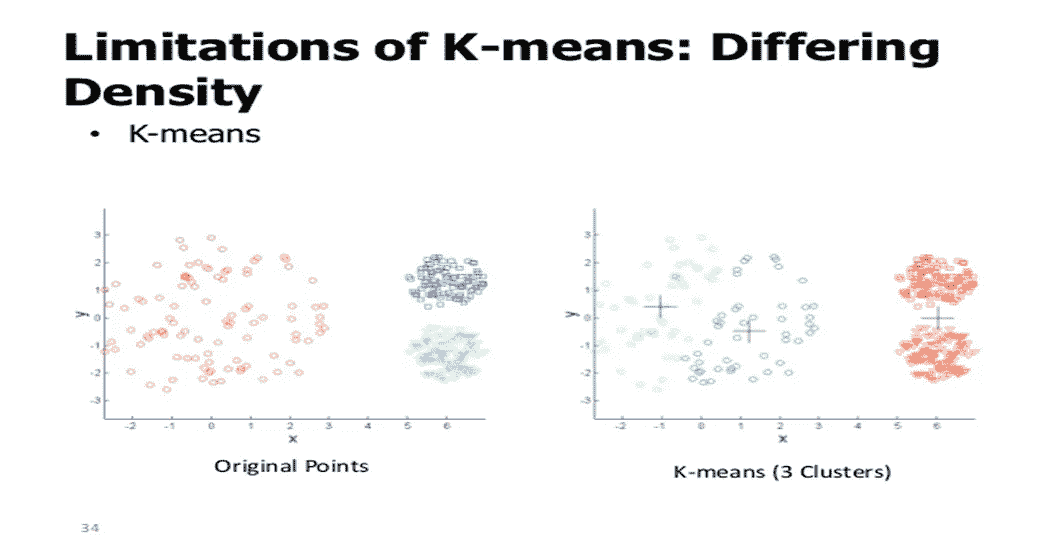 Limitations of K-means: Differing
Density
• K-means
3
2
1
0
-1
-2
-3
y
-2 -1 0 1 2 3 4 5 6
x
Original Points
3
2
1
0
-1
-2
-3
y
-2 -1 0 1 2 3 4 5 6
x
K-means (3 Clusters)
34